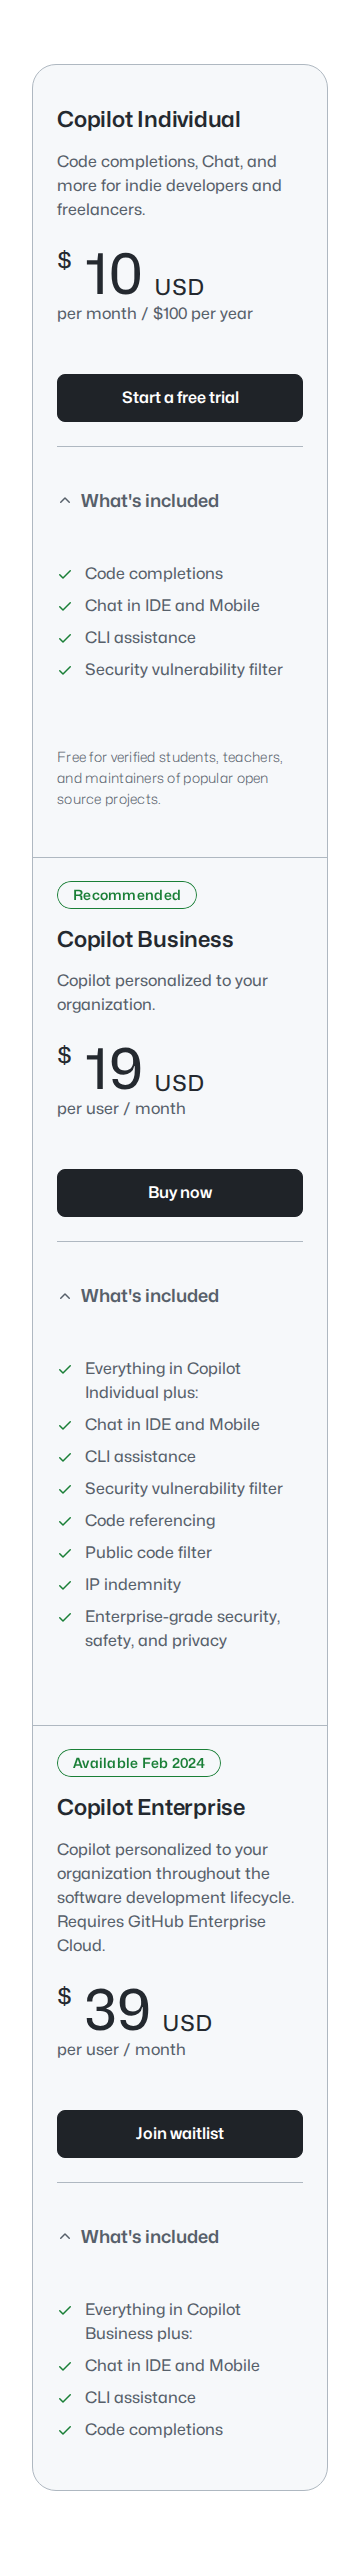 Copilot Individual
Code completions, Chat, and
more for indie developers and
freelancers.
$ 10 USD
per month / $100 per year
Start a free trial
What's included
Code completions
Chat in IDE and Mobile
CLI assistance
Security vulnerability filter
Free for verified students, teachers,
and maintainers of popular open
source projects.
Recommended
Copilot Business
Copilot personalized to your
organization.
$ 19 USD
per user / month
Buy now
What's included
Everything in Copilot
Individual plus:
Chat in IDE and Mobile
CLI assistance
Security vulnerability filter
Code referencing
Public code filter
IP indemnity
Enterprise-grade security,
safety, and privacy
Available Feb 2024
Copilot Enterprise
Copilot personalized to your
organization throughout the
software development lifecycle.
Requires GitHub Enterprise
Cloud.
$ 39 USD
per user / month
Join waitlist
What's included
Everything in Copilot
Business plus:
Chat in IDE and Mobile
CLI assistance
Code completions